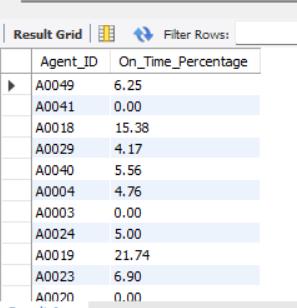 Result Grid Filter Rows:
Agent_ID On_Time_Percentage
A0049 6.25
A0041 0.00
A0018 15.38
A0029 4.17
A0040 5.56
A0004 4.76
A0003 0.00
A0024 5.00
A0019 21.74
A0023 6.90
A0020 0.00